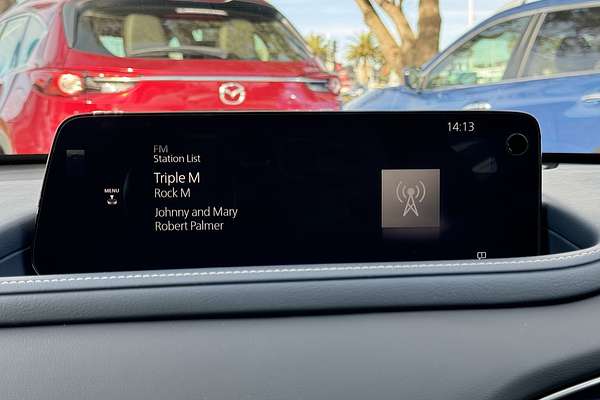 14:13
FM
Station List
MENU
Triple M
Rock M
Johnny and Mary
Robert Palmer